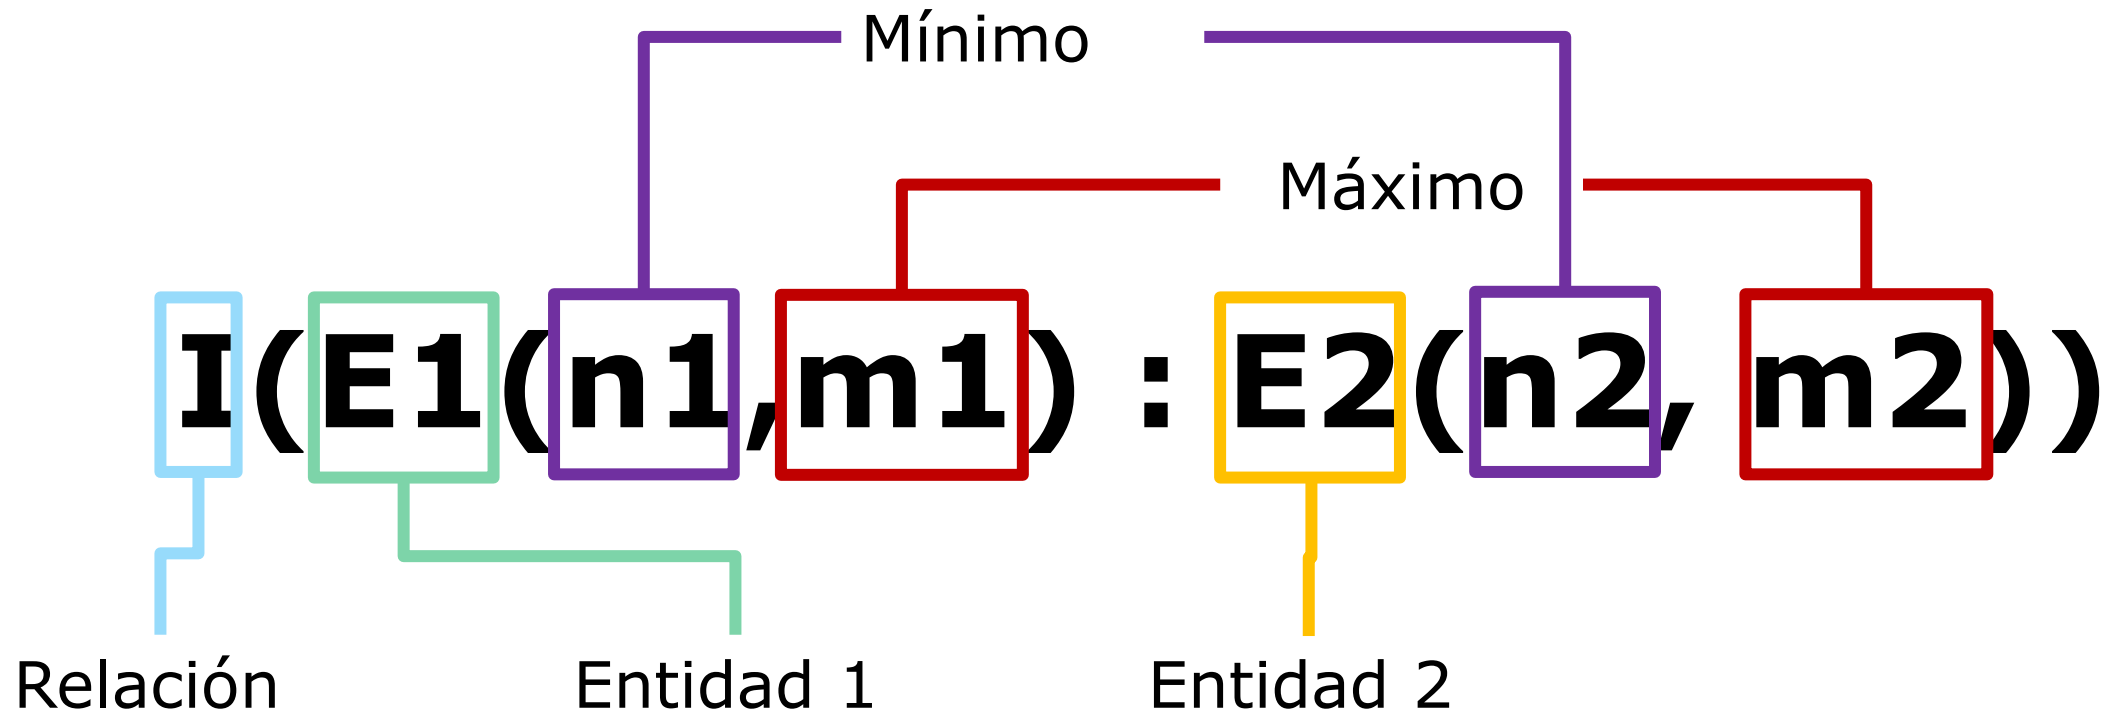 Mínimo
Máximo
I(E1(n1,m1) : E2(n2, m2))
Relación
Entidad 1
Entidad 2